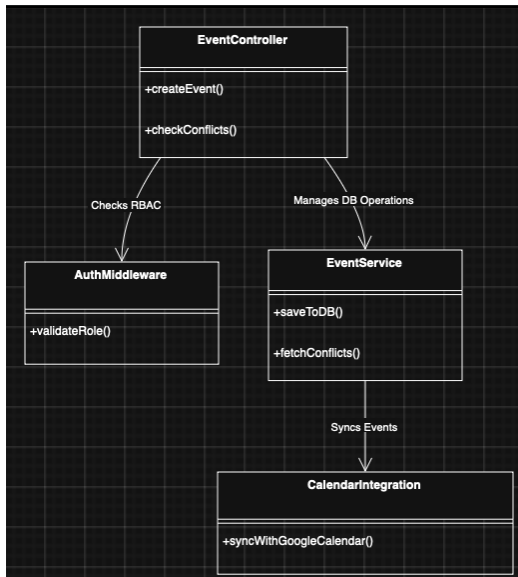 EventController
+createEvent()
+checkConflicts()
Checks RBAC
Manages DB Operations
AuthMiddleware
+validateRole()
EventService
+saveToDB()
+fetchConflicts()
Syncs Events
CalendarIntegration
+syncWithGoogleCalendar()